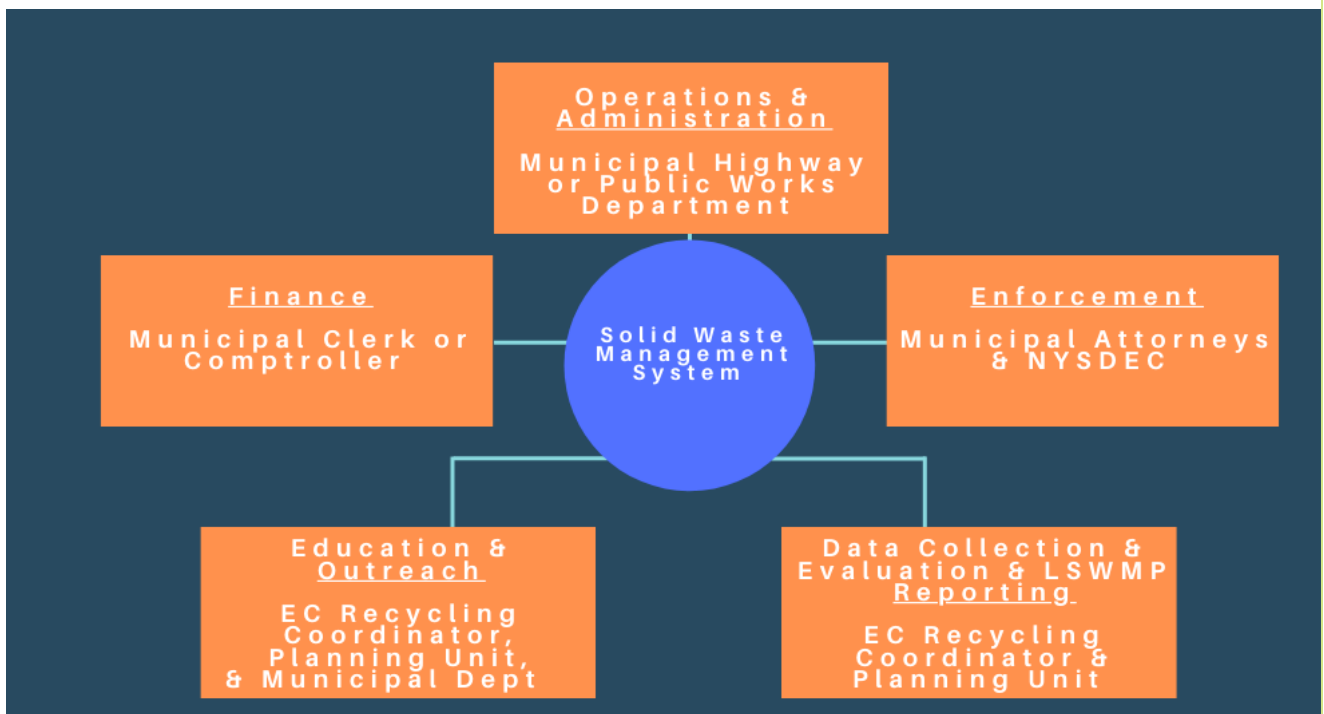 Operations &
Administration
Municipal Highway
or Public Works
Department
Finance
Municipal Clerk or
Comptroller
Solid Waste
Management
System
Enforcement
Municipal Attorneys
& NYSDEC
Education &
Outreach
EC Recycling
Coordinator,
Planning Unit,
& Municipal Dept
Data Collection &
Evaluation & LSWMP
Reporting
EC Recycling
Coordinator &
Planning Unit